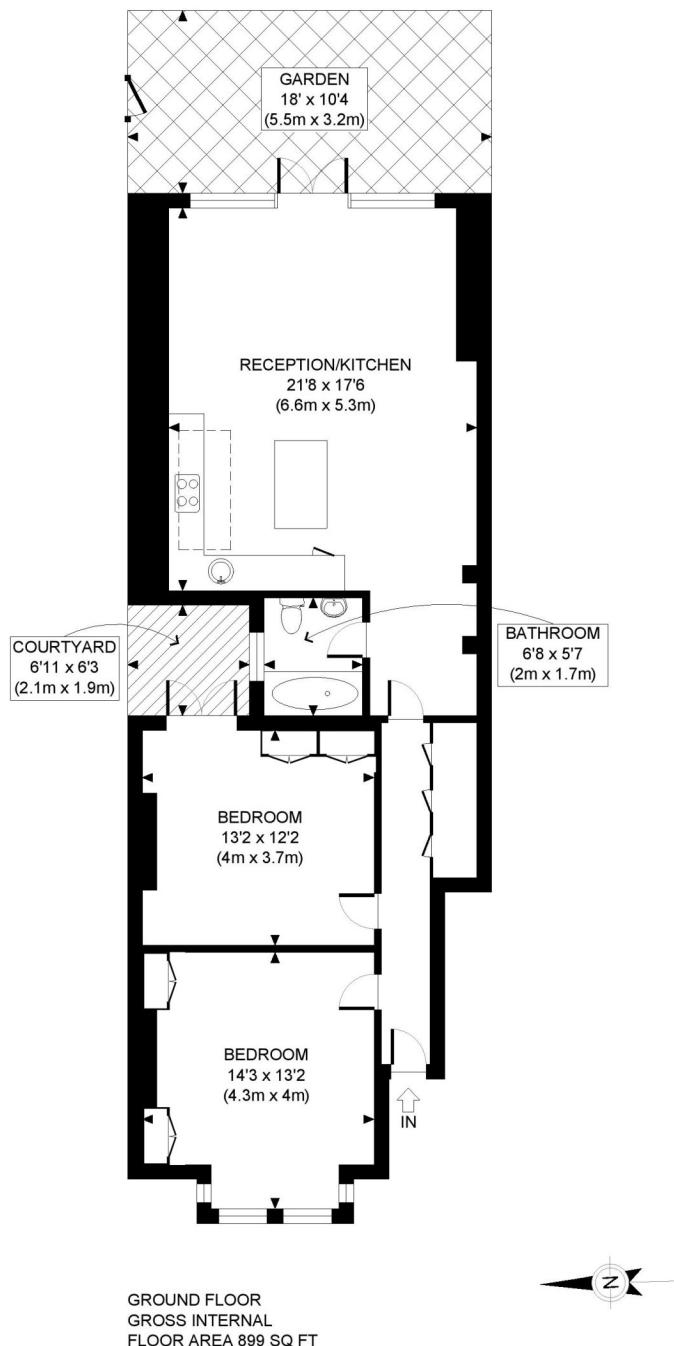 GARDEN
18' x 10'4
(5.5m x 3.2m)
RECEPTION/KITCHEN
21'8 x 17'6
(6.6m x 5.3m)
COURTYARD
6'11 x 6'3
(2.1m x 1.9m)
BATHROOM
6'8 x 5'7
(2m x 1.7m)
BEDROOM
13'2 x 12'2
(4m x 3.7m)
BEDROOM
14'3 x 13'2
(4.3m x 4m)
IN
N
GROUND FLOOR
GROSS INTERNAL
FLOOR AREA 899 SQ FT